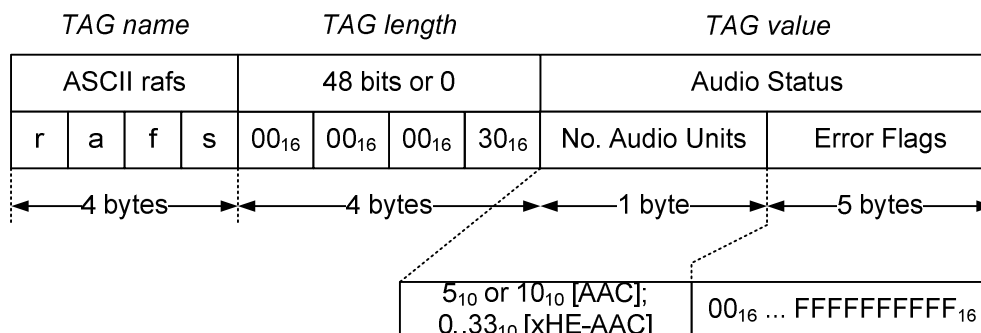 TAG name TAG length TAG value
ASCII rafs 48 bits or 0 Audio Status
r a f s 00₁₆ 00₁₆ 00₁₆ 30₁₆ No. Audio Units Error Flags
4 bytes 4 bytes 1 byte 5 bytes
5₁₀ or 10₁₀ [AAC]; 00₁₆ ... FFFFFFFFFF₁₆
0..33₁₀ [xHE-AAC]